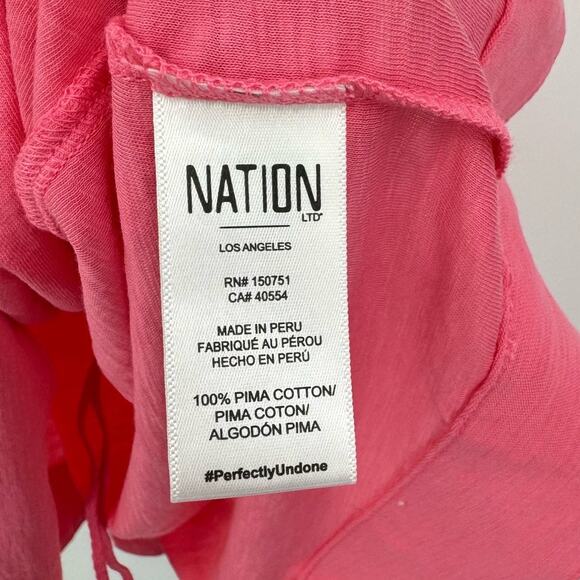 NATION
LTD®
LOS ANGELES
RN# 150751
CA# 40554
MADE IN PERU
FABRIQUÉ AU PÉROU
HECHO EN PERÚ
100% PIMA COTTON/
PIMA COTON/
ALGODÓN PIMA
#PerfectlyUndone